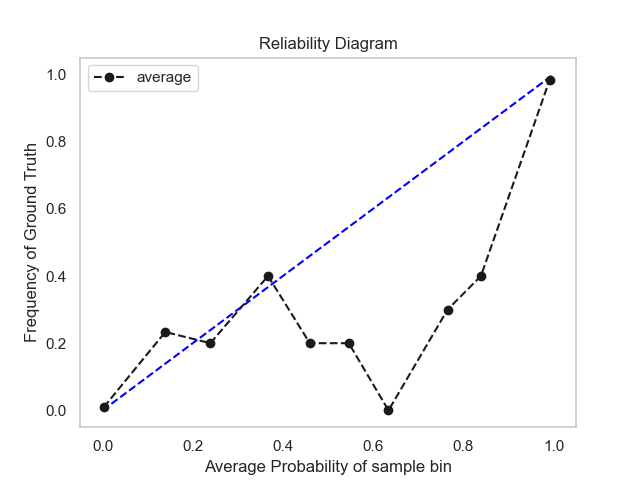 Reliability Diagram
average
Frequency of Ground Truth
1.0
0.8
0.6
0.4
0.2
0.0
0.0 0.2 0.4 0.6 0.8 1.0
Average Probability of sample bin